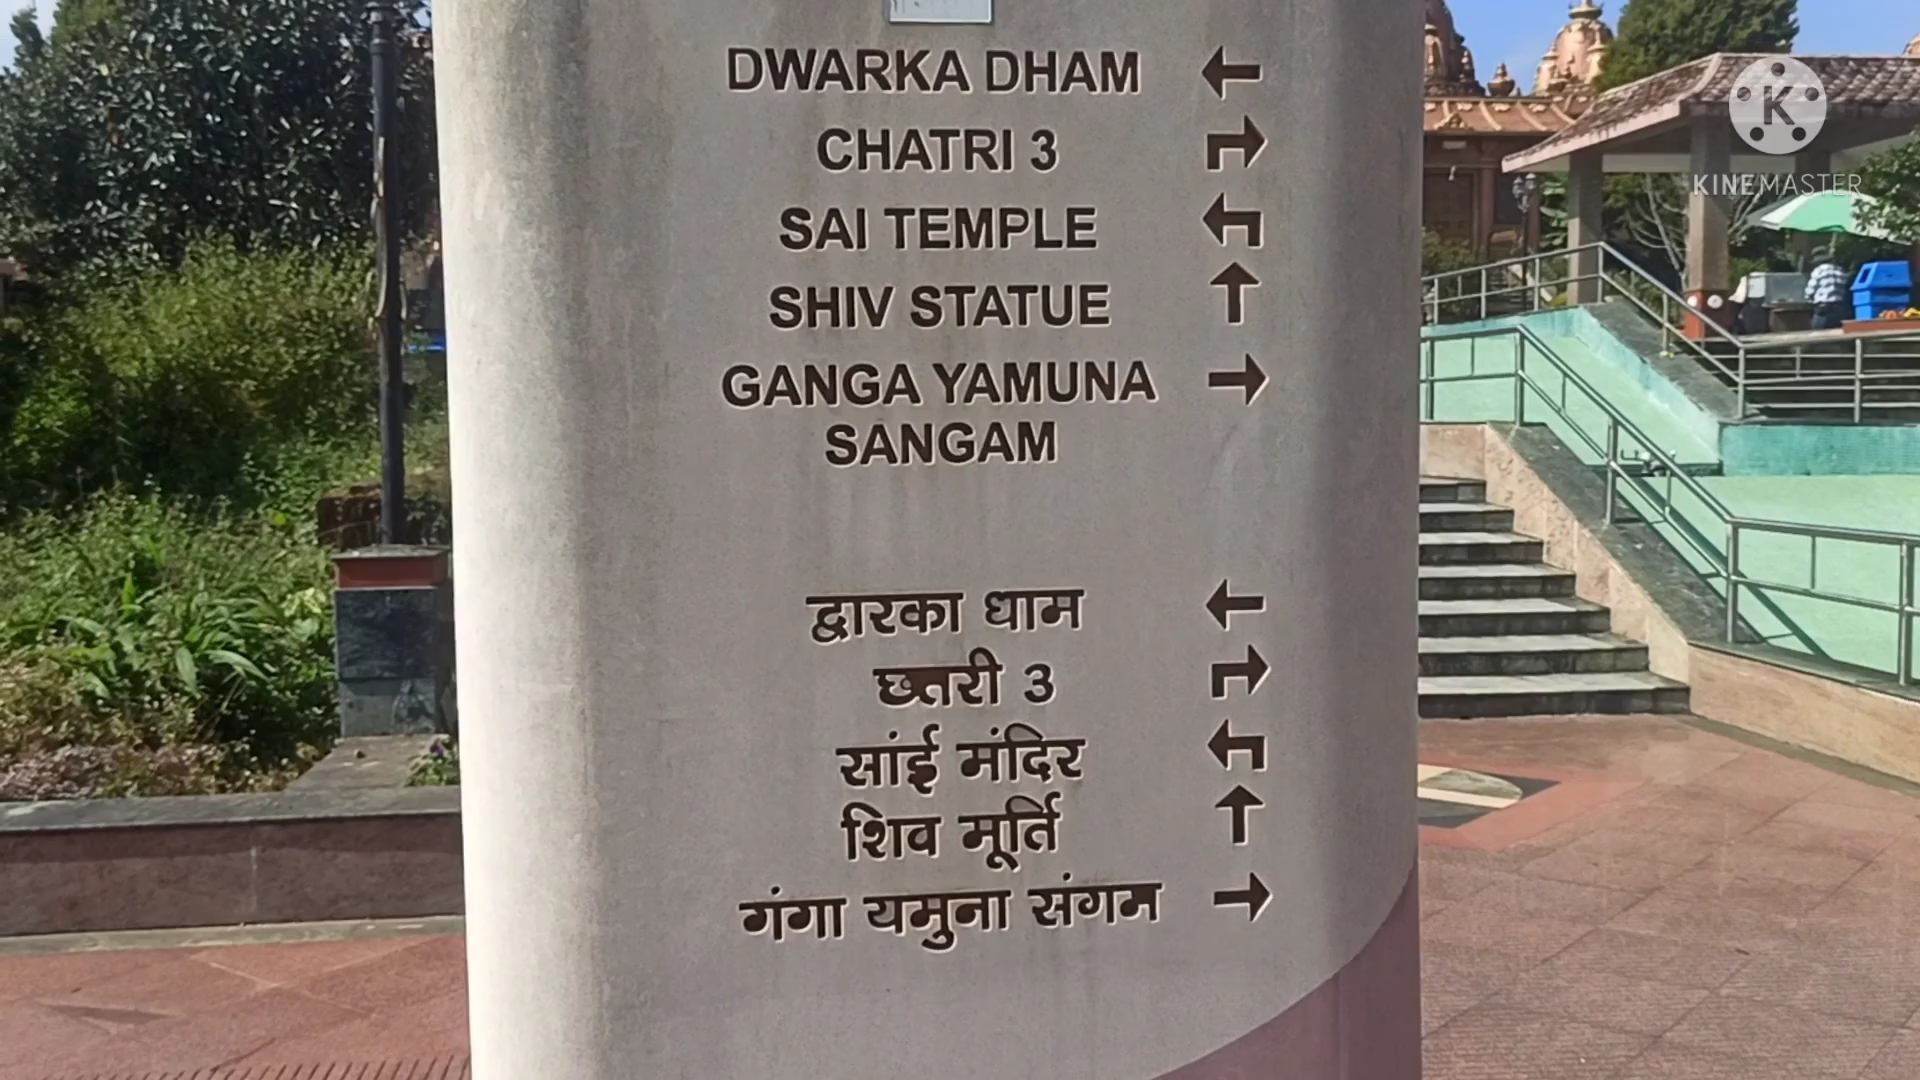 DWARKA DHAM ←
CHATRI 3 ↱
SAI TEMPLE ↰
SHIV STATUE ↑
GANGA YAMUNA →
SANGAM
द्वारका धाम ←
छतरी 3 ↱
सांई मंदिर ↰
शिव मूर्ति ↑
गंगा यमुना संगम →
K
KINEMASTER